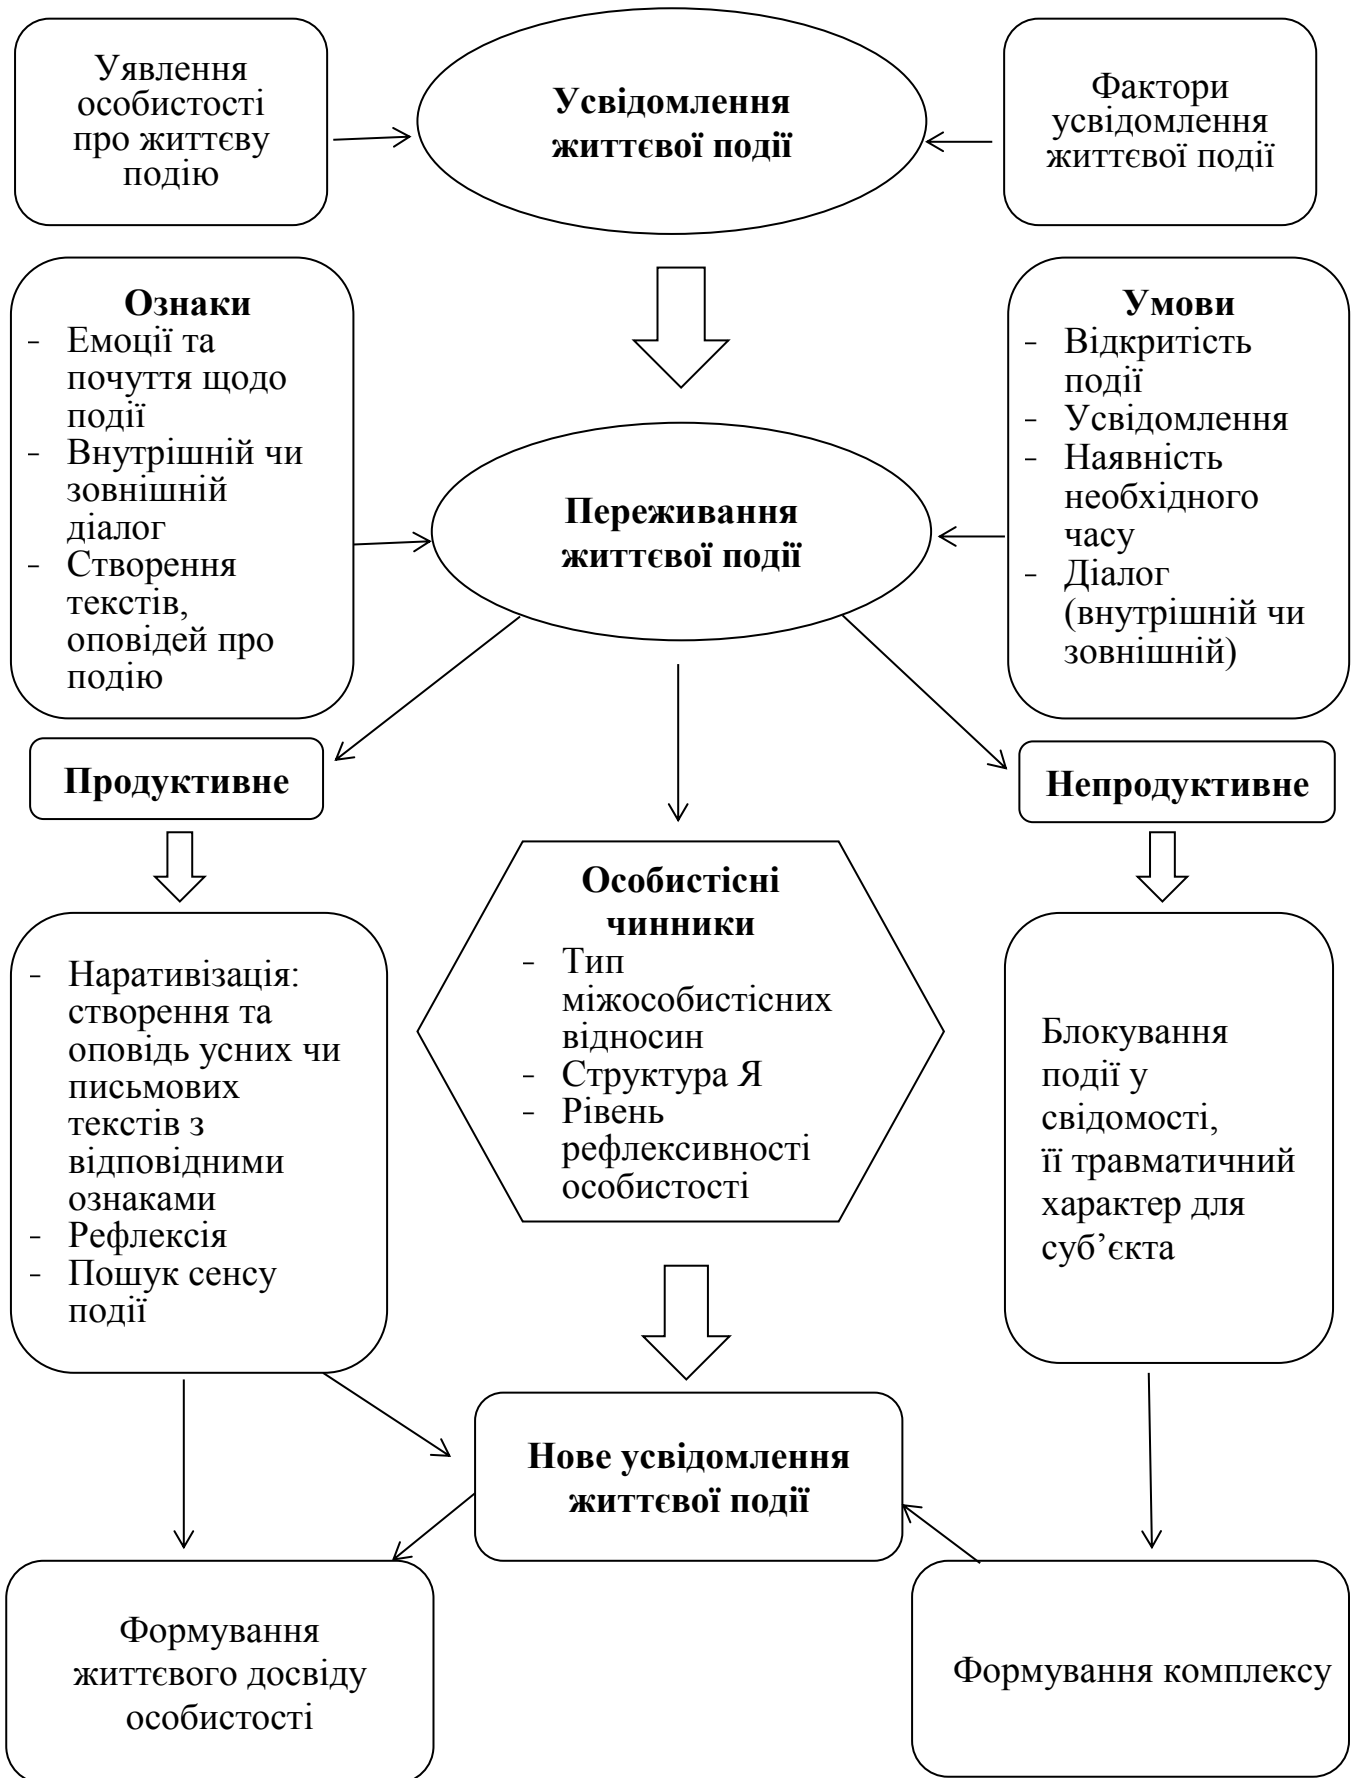 Уявлення
особистості
про життєву
подію
Усвідомлення
життєвої події
Фактори
усвідомлення
життєвої події
Ознаки
- Емоції та
почуття щодо
події
- Внутрішній чи
зовнішній
діалог
- Створення
текстів,
оповідей про
подію
Переживання
життєвої події
Умови
- Відкритість
події
- Усвідомлення
- Наявність
необхідного
часу
- Діалог
(внутрішній чи
зовнішній)
Продуктивне
Непродуктивне
- Наративізація:
створення та
оповідь усних чи
письмових
текстів з
відповідними
ознаками
- Рефлексія
- Пошук сенсу
події
Особистісні
чинники
- Тип
міжособистісних
відносин
- Структура Я
- Рівень
рефлексивності
особистості
Блокування
події у
свідомості,
її травматичний
характер для
суб’єкта
Нове усвідомлення
життєвої події
Формування
життєвого досвіду
особистості
Формування комплексу